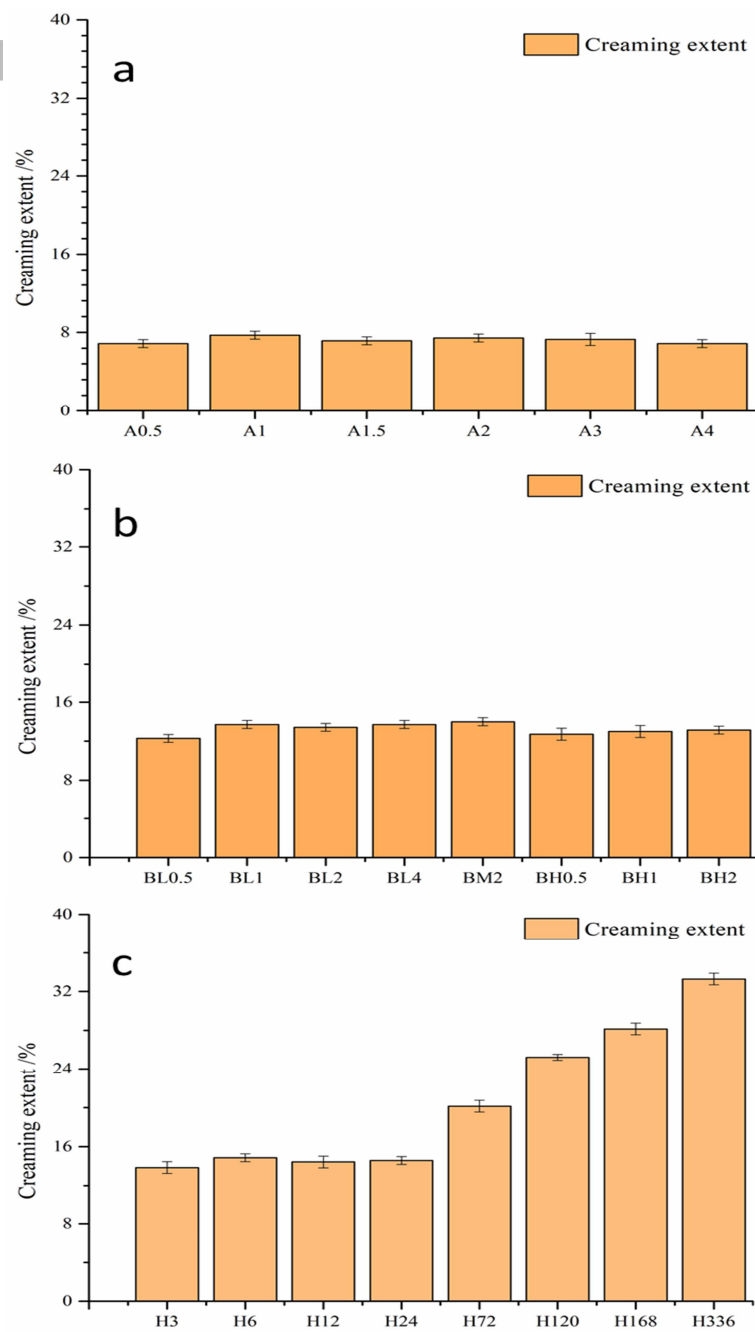 40
Creaming extent
a
32
24
Creaming extent /%
16
8
0
A0.5 A1 A1.5 A2 A3 A4
40
Creaming extent
b
32
24
Creaming extent /%
16
8
0
BL0.5 BL1 BL2 BL4 BM2 BH0.5 BH1 BH2
40
Creaming extent
c
32
24
Creaming extent /%
16
8
0
H3 H6 H12 H24 H72 H120 H168 H336